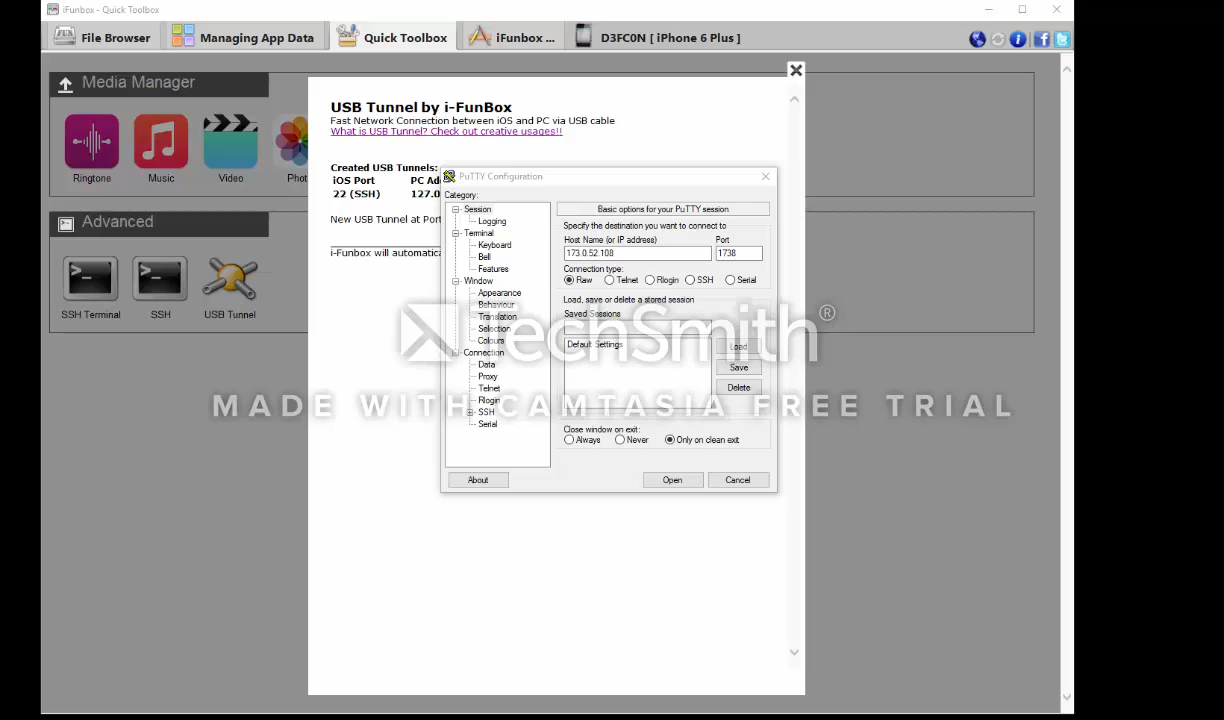 iFunbox - Quick Toolbox
File Browser
Managing App Data
Quick Toolbox
iFunbox ...
D3FC0N [ iPhone 6 Plus ]
Media Manager
Ringtone
Music
Video
Phot
Advanced
SSH Terminal
SSH
USB Tunnel
USB Tunnel by i-FunBox
Fast Network Connection between iOS and PC via USB cable
What is USB Tunnel? Check out creative usages!!
Created USB Tunnels:
iOS Port PC Ad
22 (SSH) 127.0
New USB Tunnel at Port
i-Funbox will automatica
PuTTY Configuration
Category:
Session
Logging
Terminal
Keyboard
Bell
Features
Window
Appearance
Behaviour
Translation
Selection
Colours
Connection
Data
Proxy
Telnet
Rlogin
SSH
Serial
Basic options for your PuTTY session
Specify the destination you want to connect to
Host Name (or IP address) Port
173.0.52.108 1738
Connection type:
Raw Telnet Rlogin SSH Serial
Load, save or delete a stored session
Saved Sessions
Default Settings
Load
Save
Delete
Close window on exit:
Always Never Only on clean exit
About
Open
Cancel
TechSmith®
MADE WITH CAMTASIA FREE TRIAL